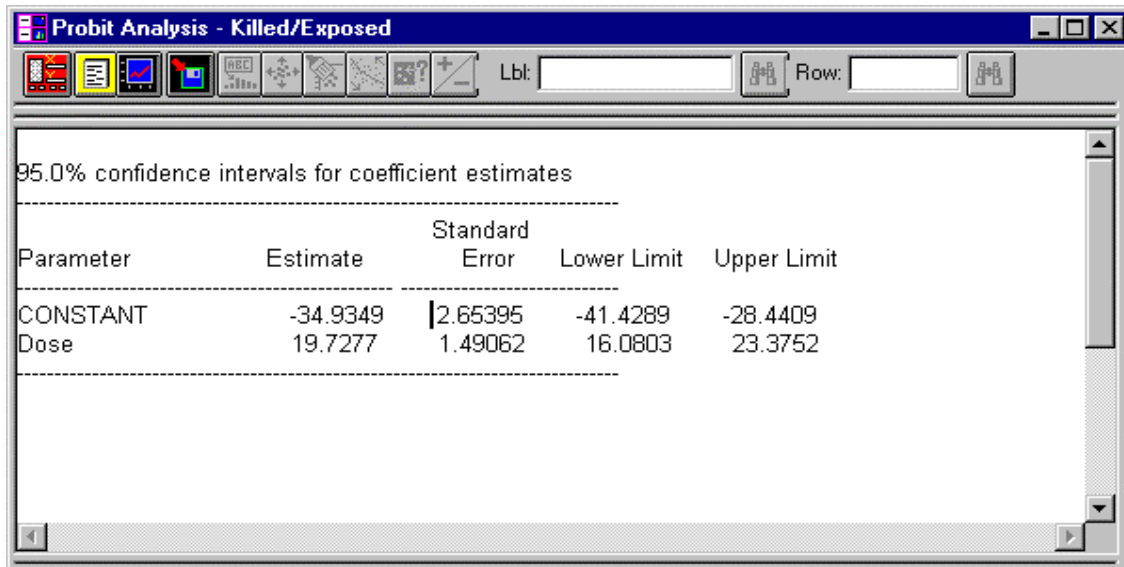 Probit Analysis - Killed/Exposed
ABC Lbl: Row:
95.0% confidence intervals for coefficient estimates
--------------------------------------------------------------------------------
Standard
Parameter Estimate Error Lower Limit Upper Limit
-------------------------------------------------- -----------------------------
CONSTANT -34.9349 2.65395 -41.4289 -28.4409
Dose 19.7277 1.49062 16.0803 23.3752
--------------------------------------------------------------------------------